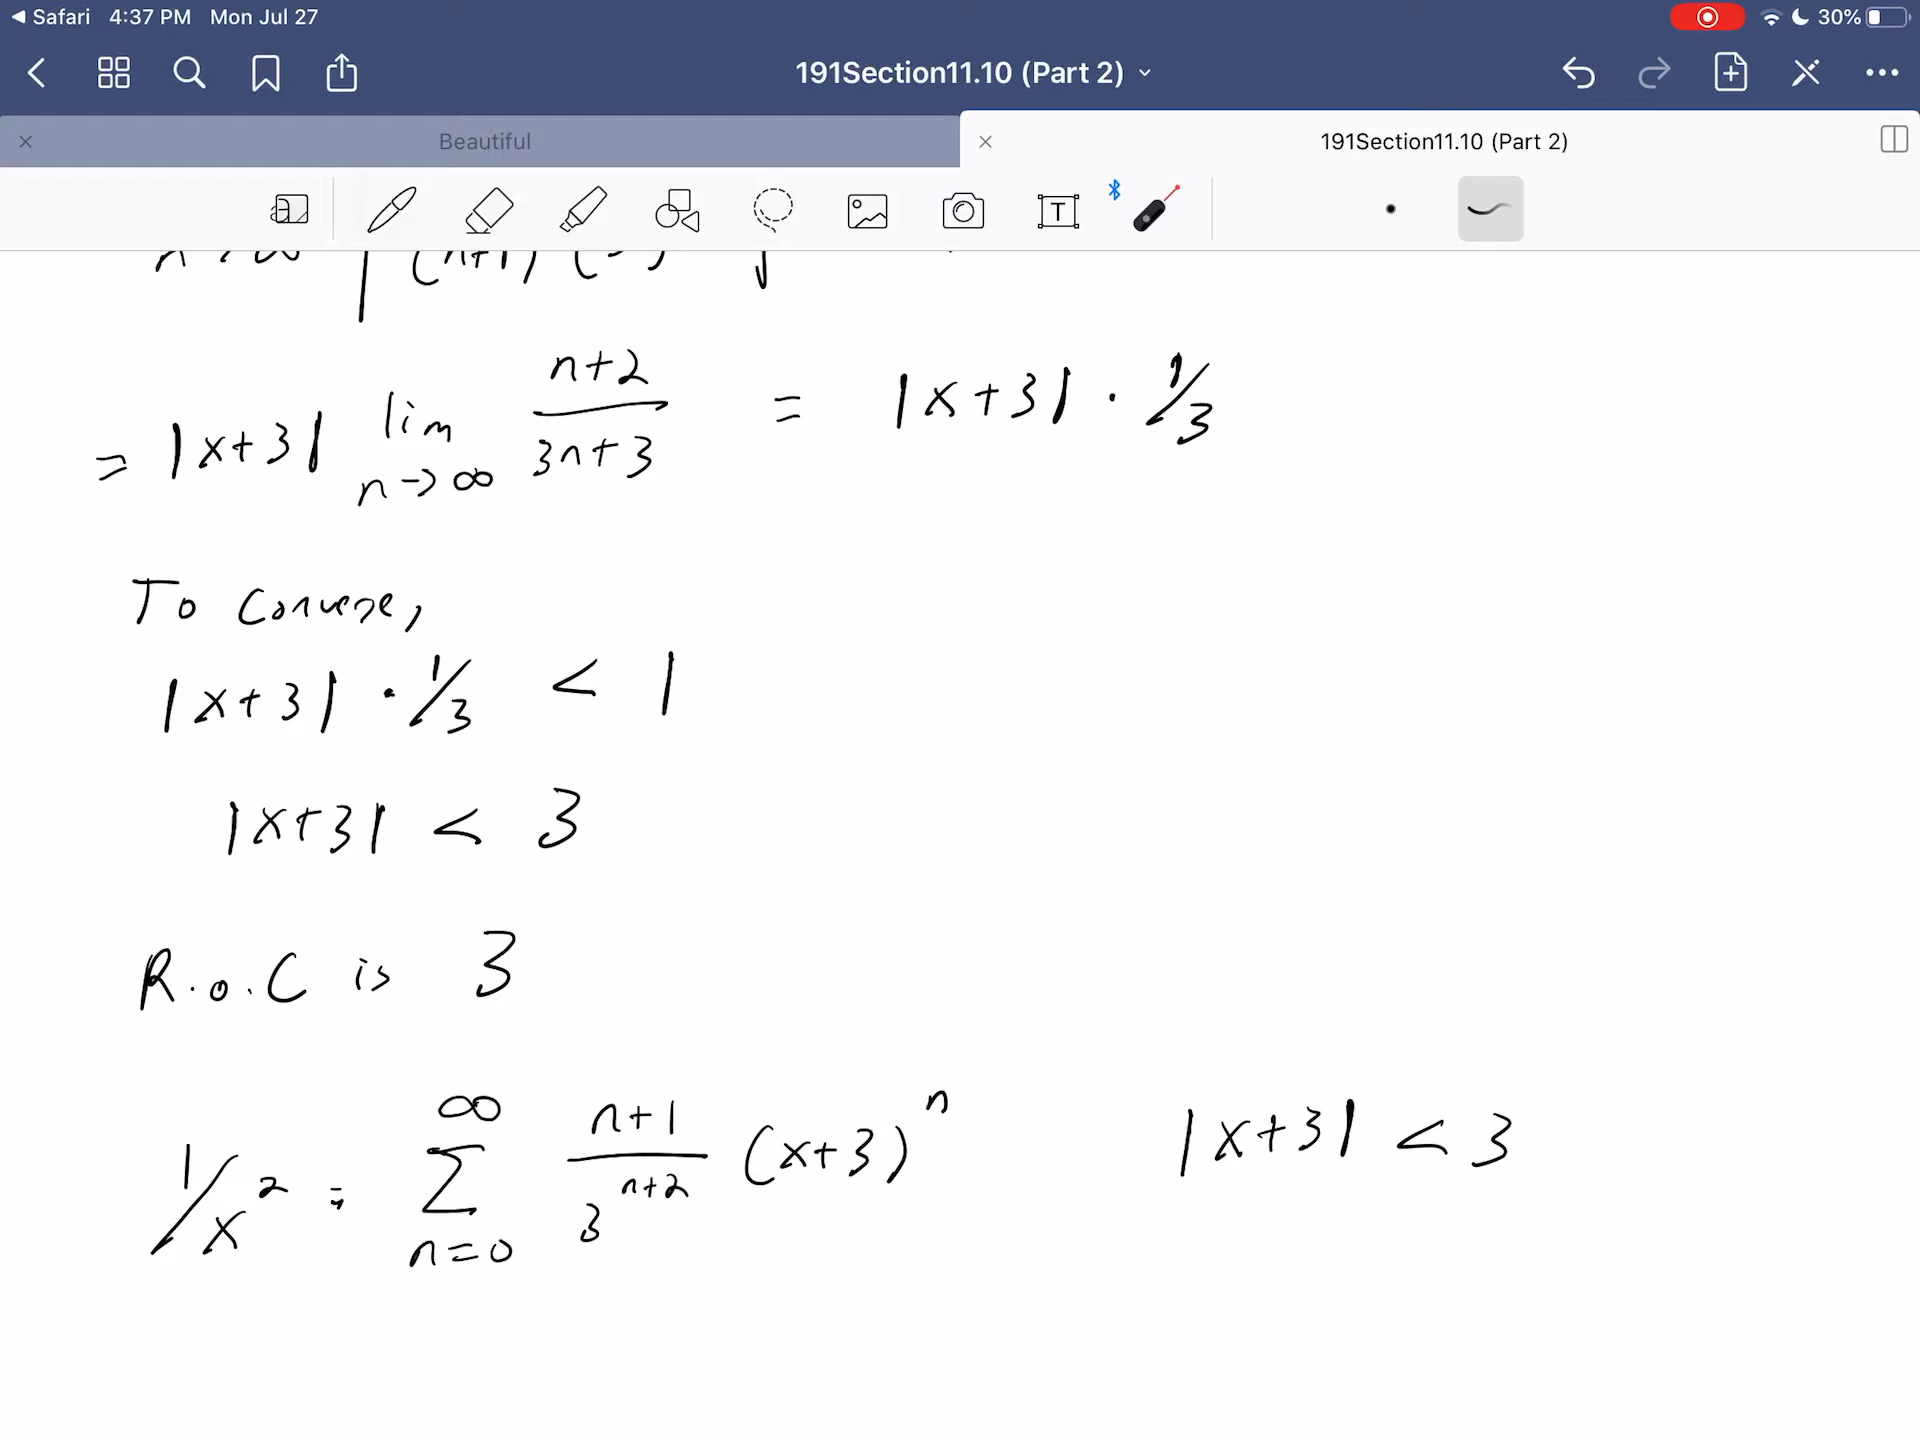 Safari 4:37 PM Mon Jul 27 30%
191Section11.10 (Part 2)
Beautiful 191Section11.10 (Part 2)
= |x+3| lim n→∞ (n+2)/(3n+3) = |x+3| · 1/3
To converge,
|x+3| · 1/3 < 1
|x+3| < 3
R.o.C is 3
1/x² = ∑ n=0 ∞ (n+1)/3^(n+2) (x+3)^n |x+3| < 3